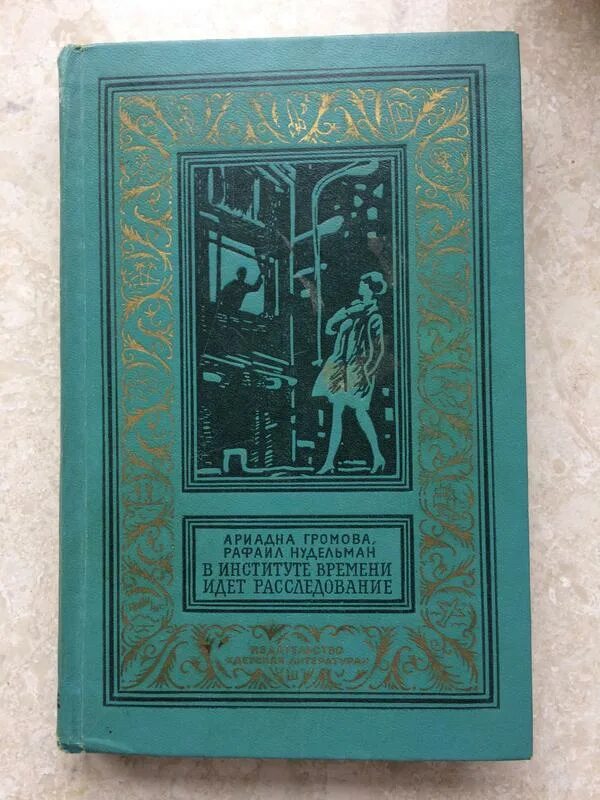 АРИАДНА ГРОМОВА,
РАФАИЛ НУДЕЛЬМАН
В ИНСТИТУТЕ ВРЕМЕНИ
ИДЕТ РАССЛЕДОВАНИЕ
ИЗДАТЕЛЬСТВО
«ДЕТСКАЯ ЛИТЕРАТУРА»